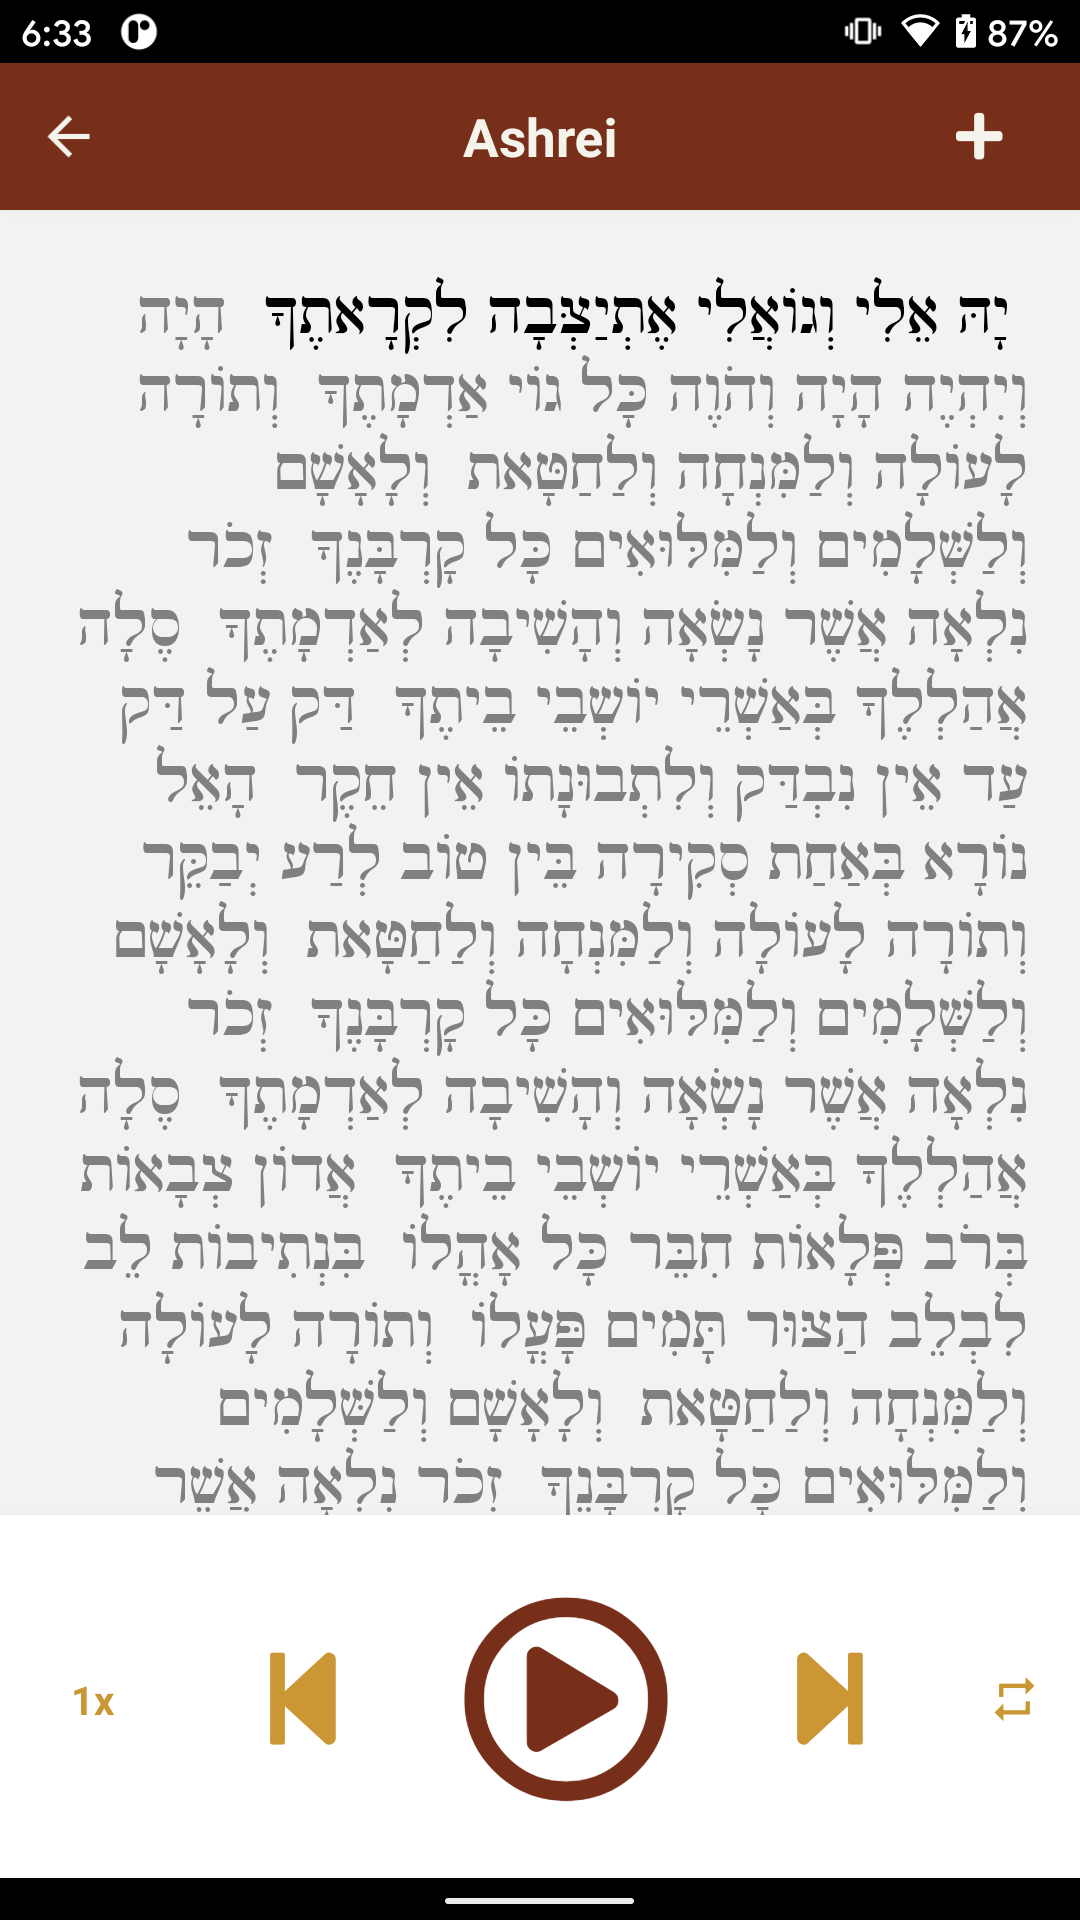 6:33 87%
Ashrei
יָהּ אֵלִי וְגוֹאֲלִי אֶתְיַצְּבָה לִקְרָאתֶךָ הָיָה
וְיִהְיֶה הָיָה וְהֹוֶה כָּל גּוֹי אַדְמָתֶךָ וְתוֹרָה
לָעוֹלָה וְלַמִּנְחָה וְלַחַטָּאת וְלָאָשָׁם
וְלַשְּׁלָמִים וְלַמִּלּוּאִים כָּל קָרְבָּנֶךָ זְכֹר
נִלְאָה אֲשֶׁר נָשְׂאָה וְהָשִׁיבָה לְאַדְמָתֶךָ סֶלָה
אֲהַלְלֶךָ בְּאַשְׁרֵי יוֹשְׁבֵי בֵיתֶךָ דַּק עַל דַּק
עַד אֵין נִבְדַּק וְלִתְבוּנָתוֹ אֵין חֵקֶר הָאֵל
נוֹרָא בְּאַחַת סְקִירָה בֵּין טוֹב לְרַע יְבַקֵּר
וְתוֹרָה לָעוֹלָה וְלַמִּנְחָה וְלַחַטָּאת וְלָאָשָׁם
וְלַשְּׁלָמִים וְלַמִּלּוּאִים כָּל קָרְבָּנֶךָ זְכֹר
נִלְאָה אֲשֶׁר נָשְׂאָה וְהָשִׁיבָה לְאַדְמָתֶךָ סֶלָה
אֲהַלְלֶךָ בְּאַשְׁרֵי יוֹשְׁבֵי בֵיתֶךָ אֲדוֹן צְבָאוֹת
בְּרֹב פְּלָאוֹת חִבֵּר כָּל אָהֳלוֹ בִּנְתִיבוֹת לֵב
לִבְלֵב הַצּוּר תָּמִים פָּעֳלוֹ וְתוֹרָה לָעוֹלָה
וְלַמִּנְחָה וְלַחַטָּאת וְלָאָשָׁם וְלַשְּׁלָמִים
וְלַמִּלּוּאִים כָּל קָרְבָּנֶךָ זְכֹר נִלְאָה אֲשֶׁר
1x